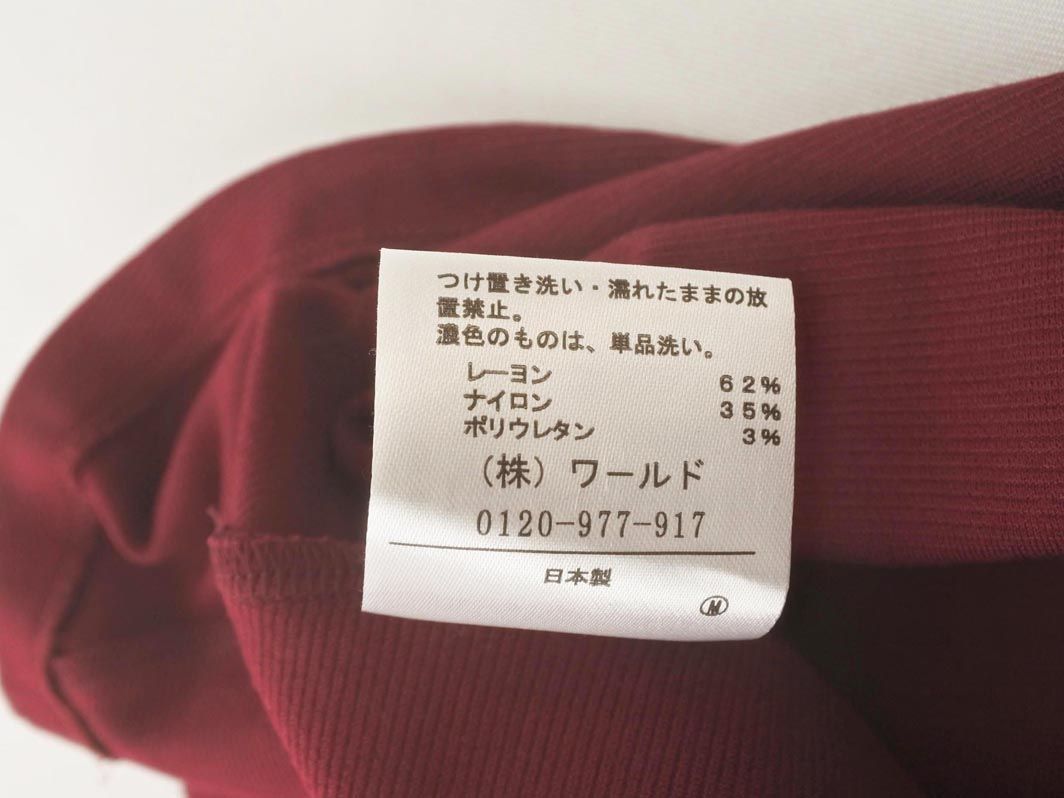 つけ置き洗い・濡れたままの放
置禁止。
濃色のものは、単品洗い。
レーヨン 62%
ナイロン 35%
ポリウレタン 3%
（株）ワールド
0120-977-917
日本製